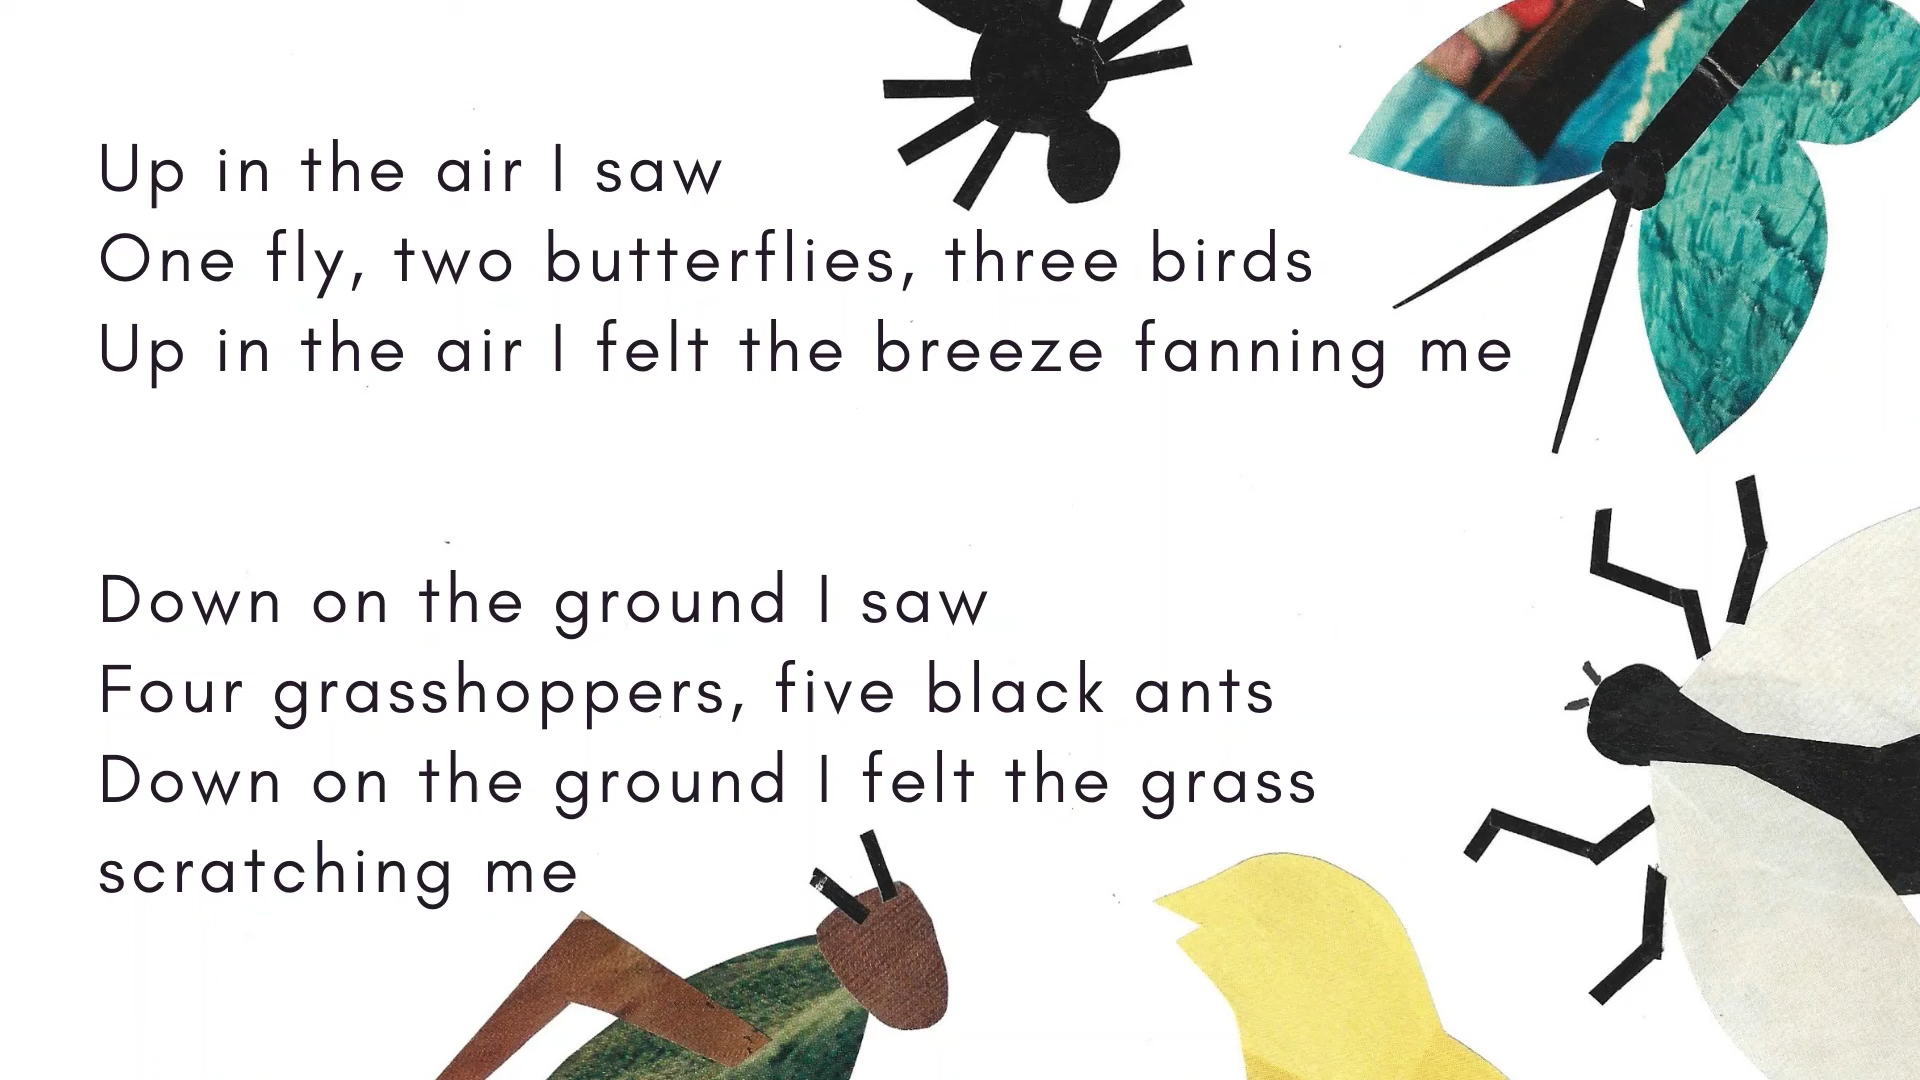 Up in the air I saw
One fly, two butterflies, three birds
Up in the air I felt the breeze fanning me
Down on the ground I saw
Four grasshoppers, five black ants
Down on the ground I felt the grass
scratching me